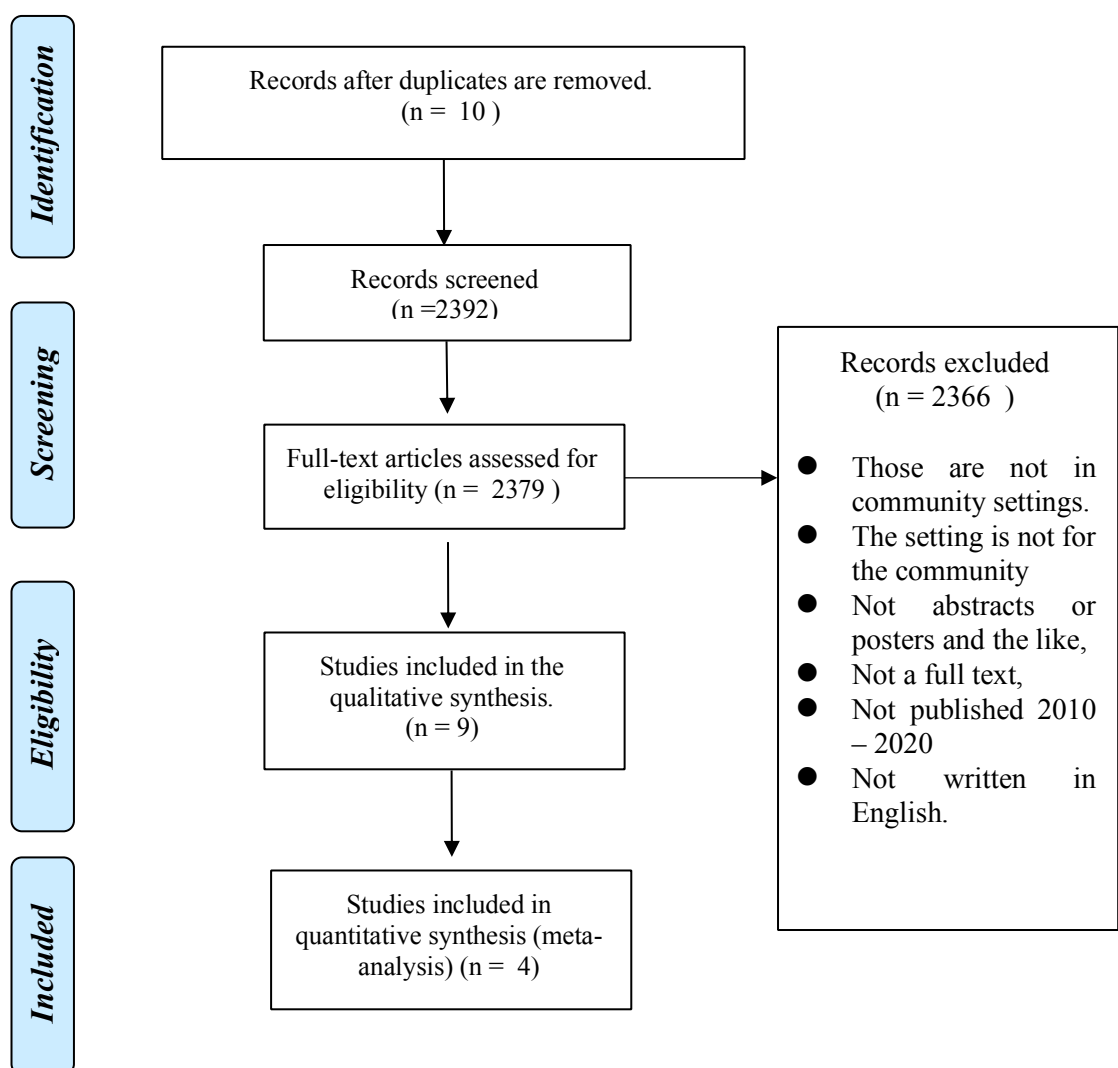 Identification
Records after duplicates are removed.
(n = 10 )
Records screened
(n =2392)
Screening
Full-text articles assessed for
eligibility (n = 2379 )
Records excluded
(n = 2366 )
● Those are not in
community settings.
● The setting is not for
the community
● Not abstracts or
posters and the like,
● Not a full text,
● Not published 2010
– 2020
● Not written in
English.
Eligibility
Studies included in the
qualitative synthesis.
(n = 9)
Included
Studies included in
quantitative synthesis (meta-
analysis) (n = 4)